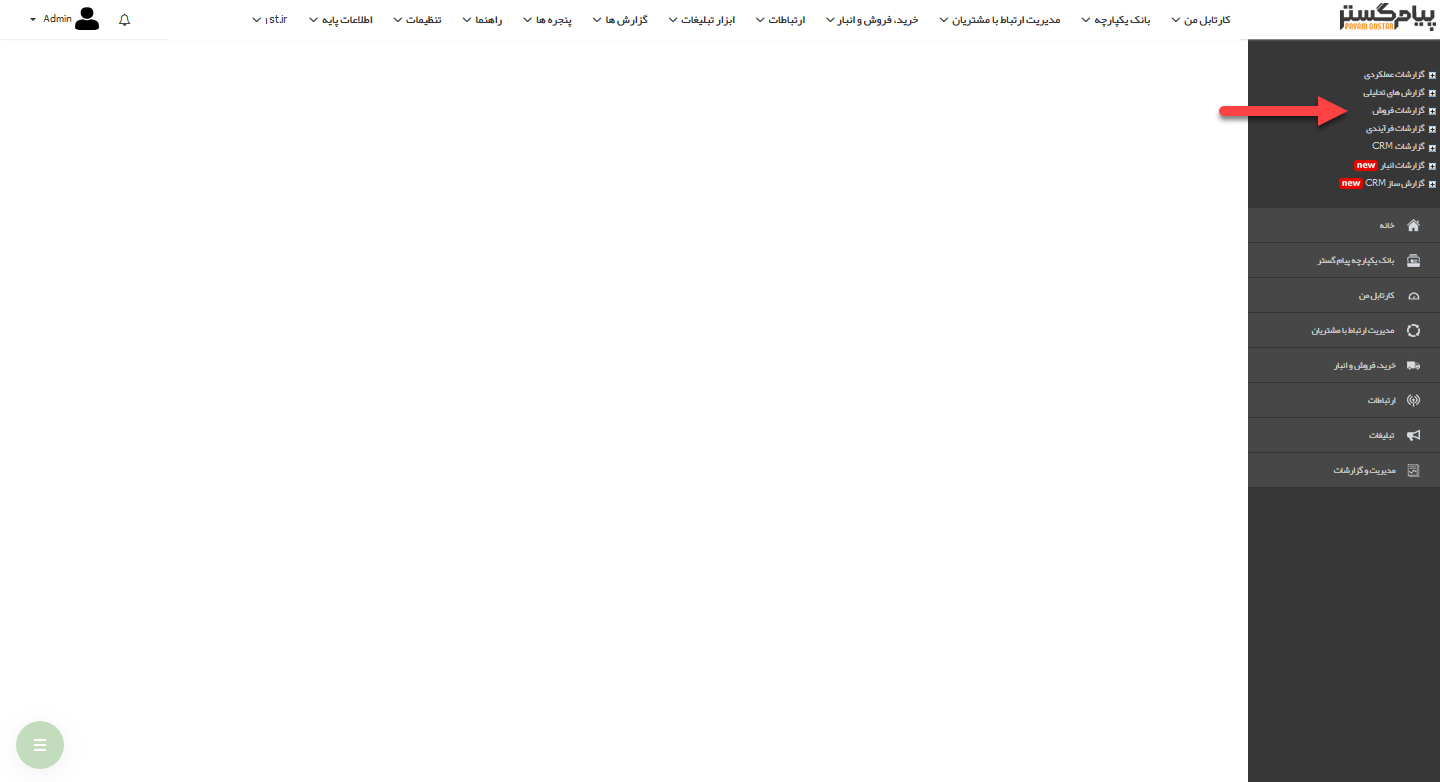 پیام‌گستر
PAYAM GOSTAR
کارتابل من
بانک یکپارچه
مدیریت ارتباط با مشتریان
خرید، فروش و انبار
ارتباطات
ابزار تبلیغات
گزارش ها
پنجره ها
راهنما
تنظیمات
اطلاعات پایه
1st.ir
Admin
گزارشات عملکردی
گزارش های تحلیلی
گزارشات فروش
گزارشات فرآیندی
گزارشات CRM
گزارشات انبار new
گزارش ساز CRM new
خانه
بانک یکپارچه پیام گستر
کارتابل من
مدیریت ارتباط با مشتریان
خرید، فروش و انبار
ارتباطات
تبلیغات
مدیریت و گزارشات